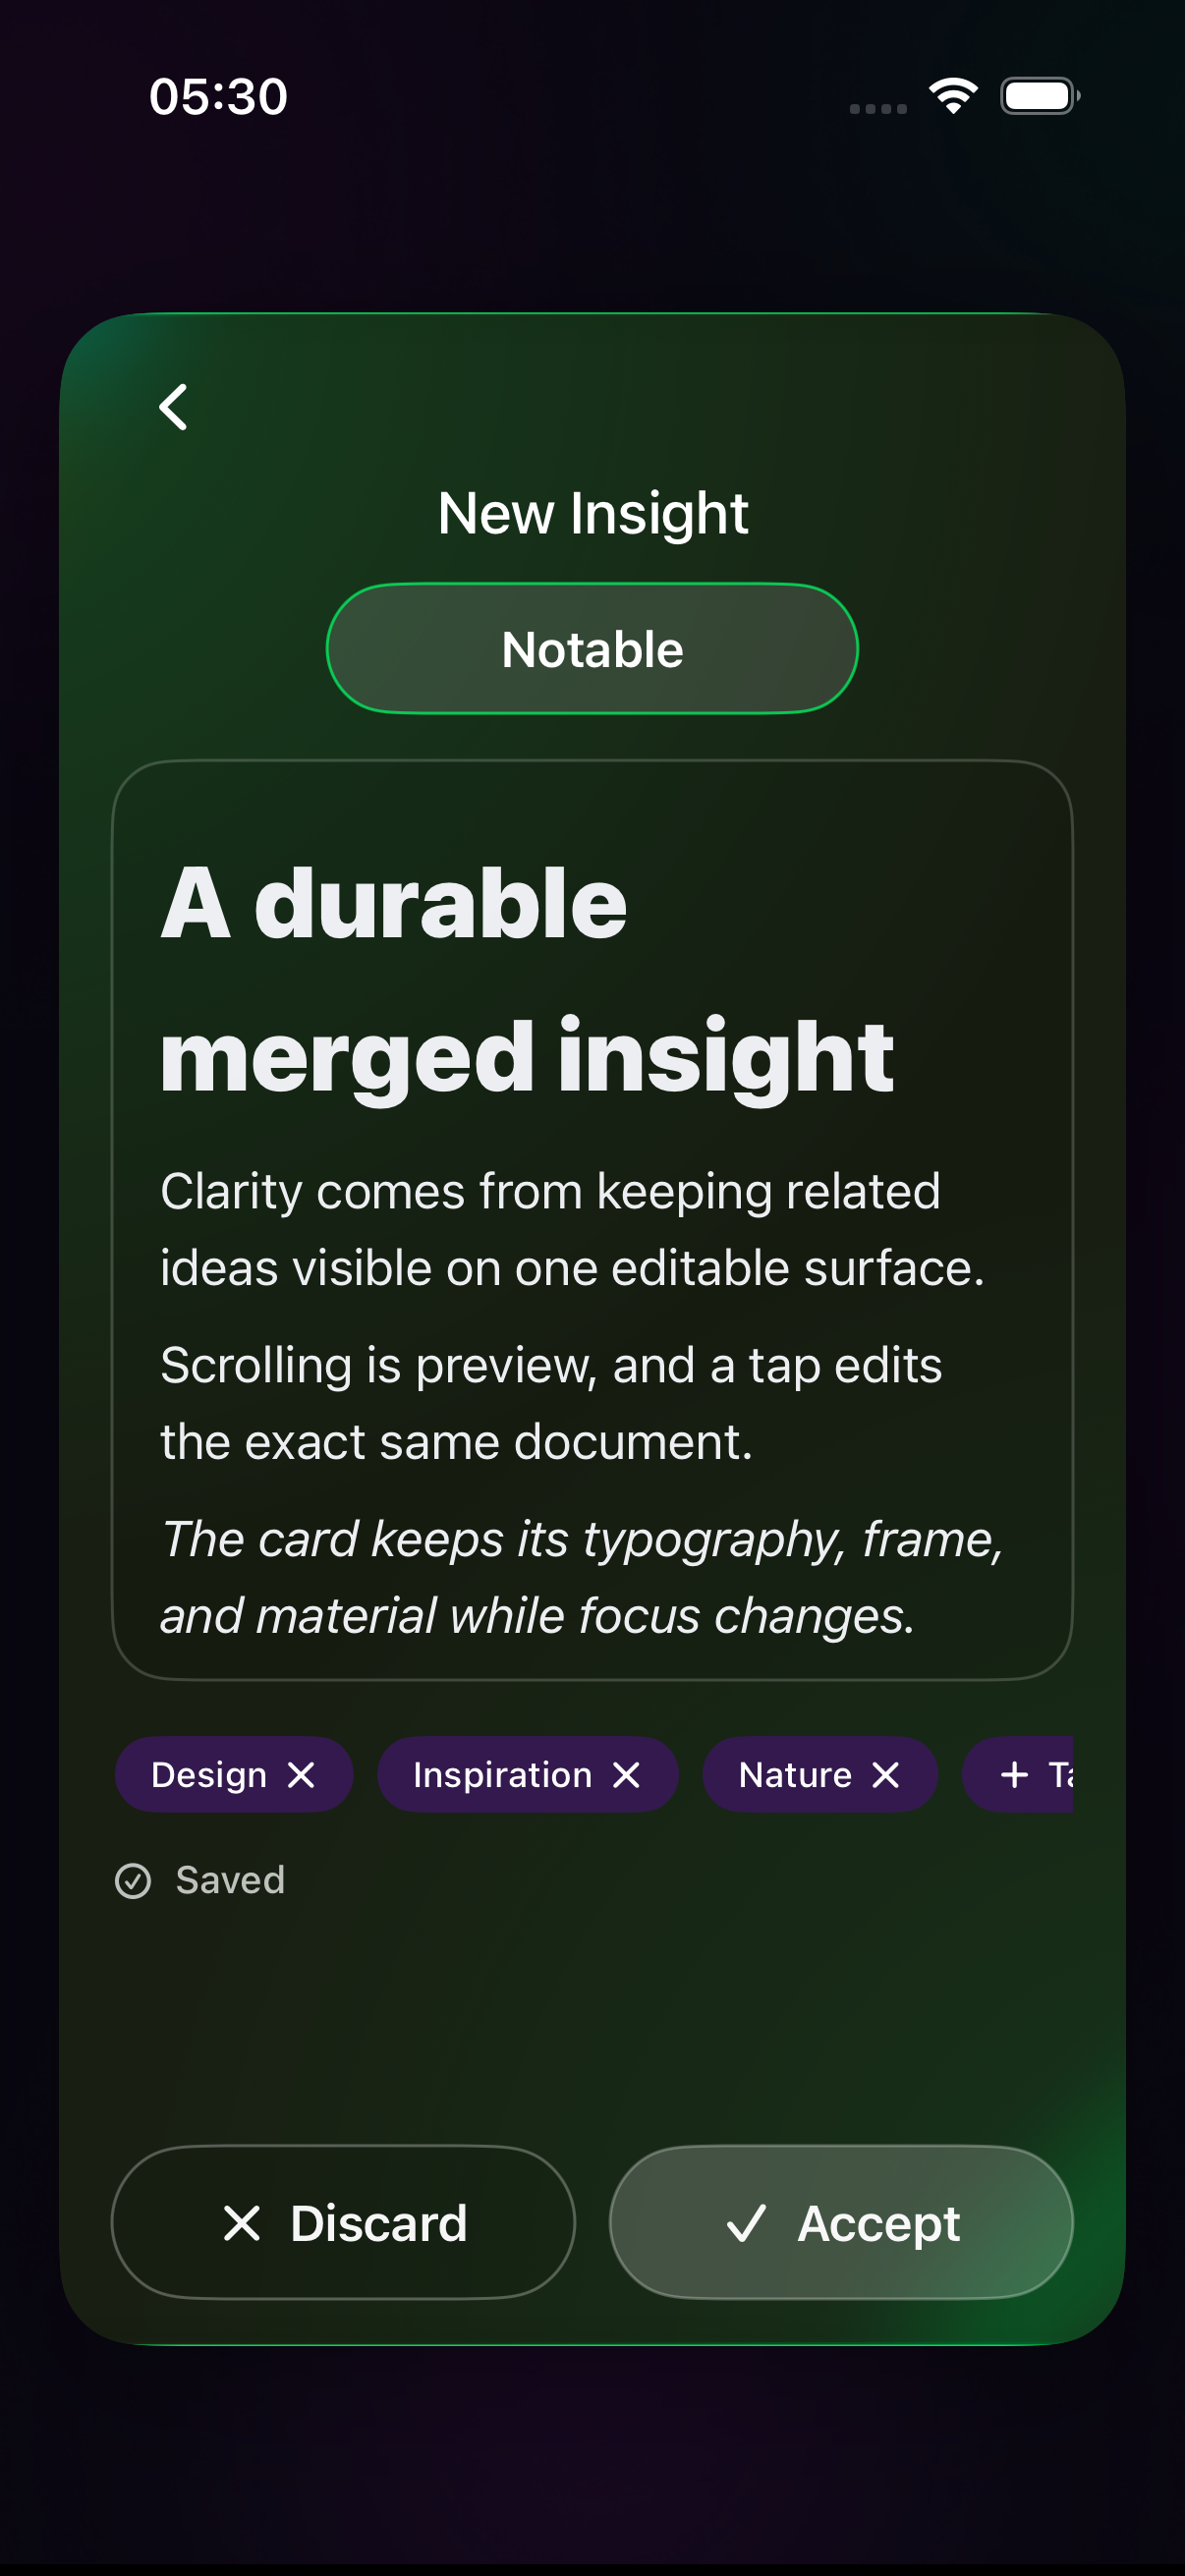 05:30
New Insight
Notable
A durable
merged insight
Clarity comes from keeping related
ideas visible on one editable surface.
Scrolling is preview, and a tap edits
the exact same document.
The card keeps its typography, frame,
and material while focus changes.
Design
Inspiration
Nature
Saved
Discard
Accept